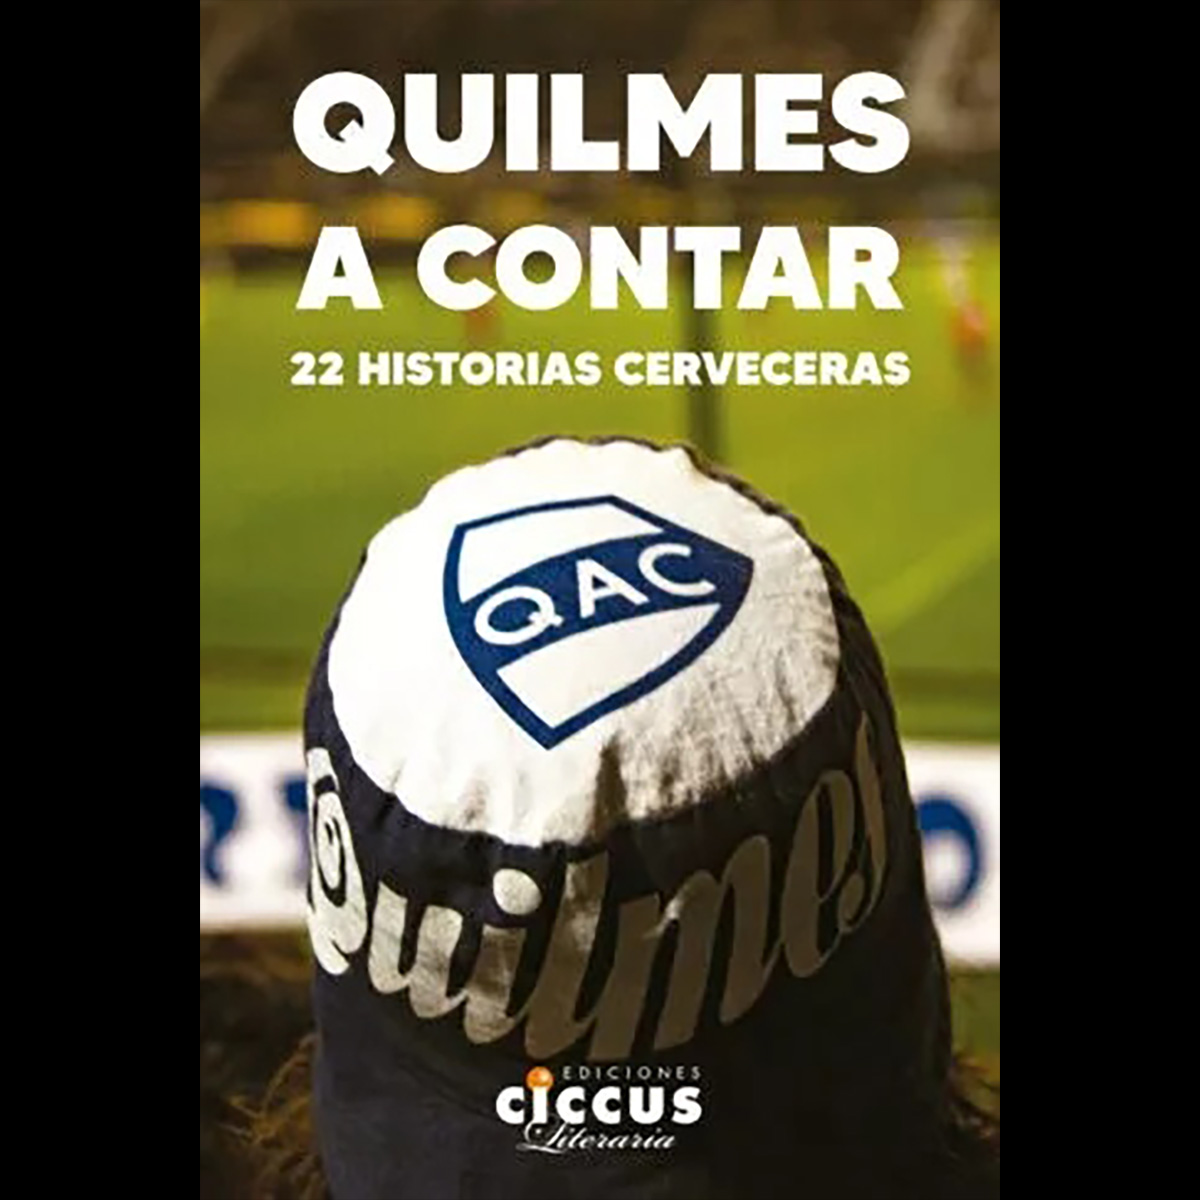 QUILMES
A CONTAR
22 HISTORIAS CERVECERAS
QAC
Quilmes
EDICIONES
CICCUS
Literaria